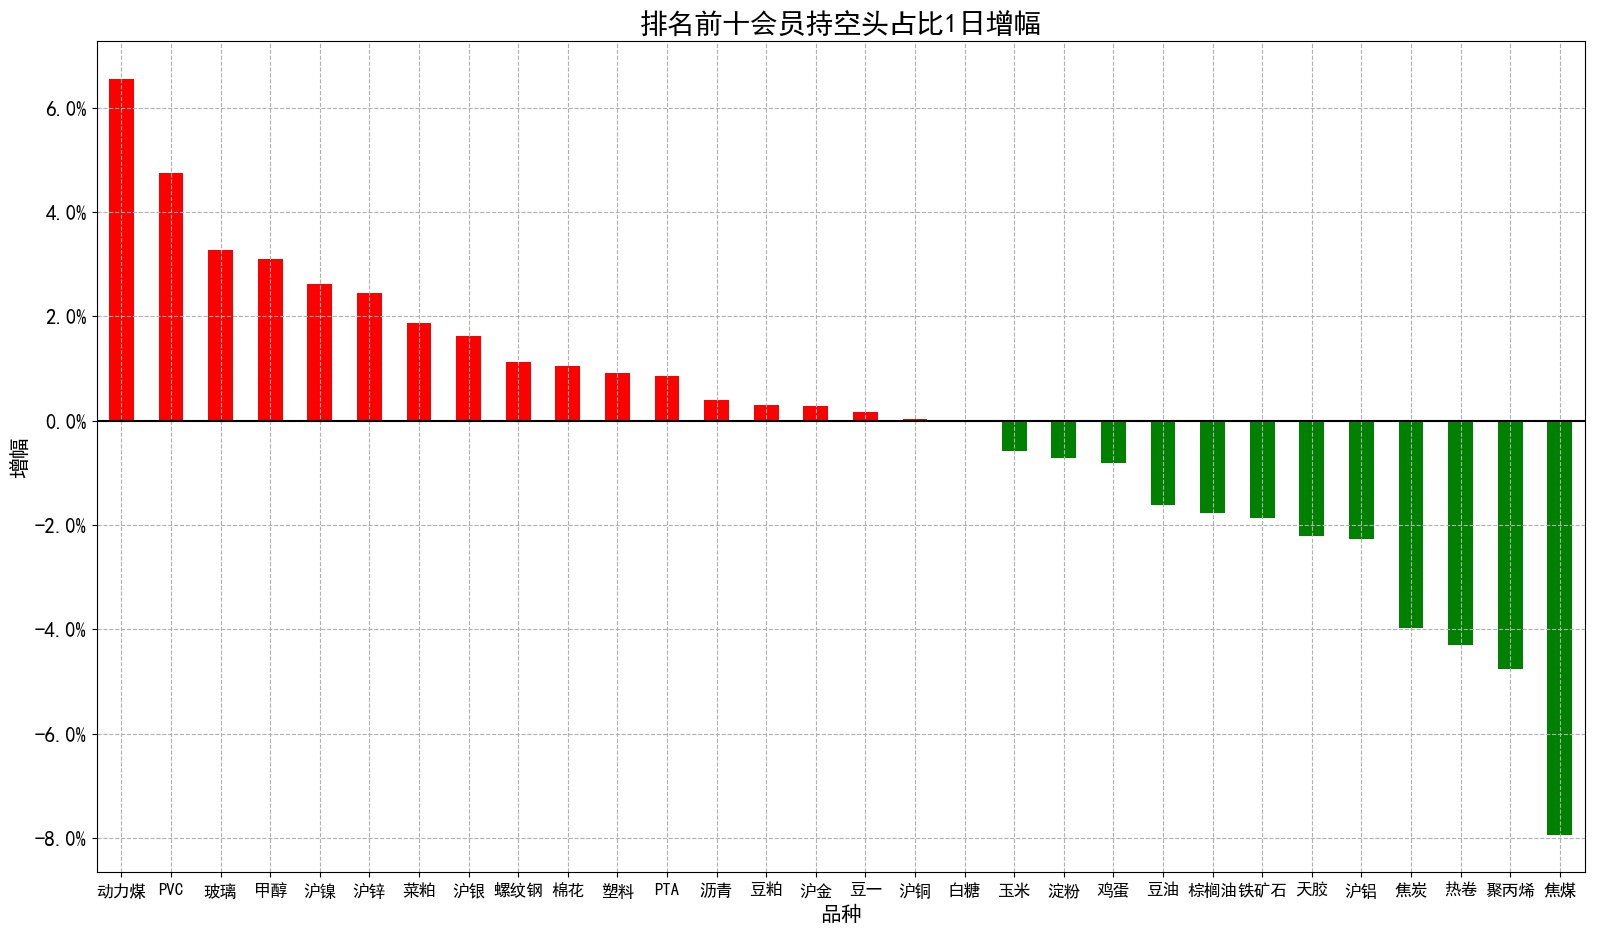 排名前十会员持空头占比1日增幅
6.0%
4.0%
2.0%
0.0%
−2.0%
−4.0%
−6.0%
−8.0%
增幅
动力煤 PVC 玻璃 甲醇 沪镍 沪锌 菜粕 沪银 螺纹钢 棉花 塑料 PTA 沥青 豆粕 沪金 豆一 沪铜 白糖 玉米 淀粉 鸡蛋 豆油 棕榈油 铁矿石 天胶 沪铝 焦炭 热卷 聚丙烯 焦煤
品种